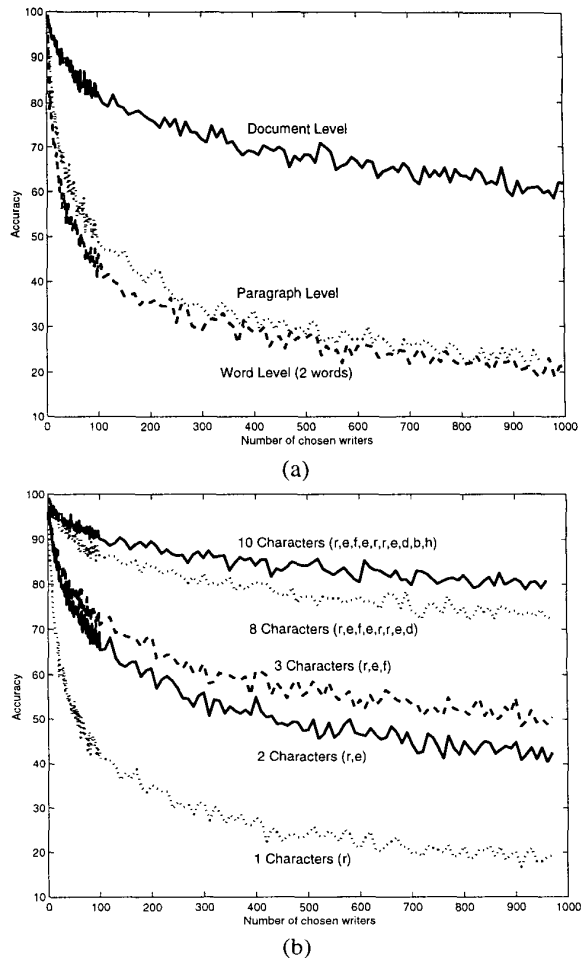 100
90
80
70
60
50
40
30
20
10
Accuracy
Document Level
Paragraph Level
Word Level (2 words)
0 100 200 300 400 500 600 700 800 900 1000
Number of chosen writers
(a)
100
90
80
70
60
50
40
30
20
10
Accuracy
10 Characters (r,e,f,e,r,r,e,d,b,h)
8 Characters (r,e,f,e,r,r,e,d)
3 Characters (r,e,f)
2 Characters (r,e)
1 Characters (r)
0 100 200 300 400 500 600 700 800 900 1000
Number of chosen writers
(b)